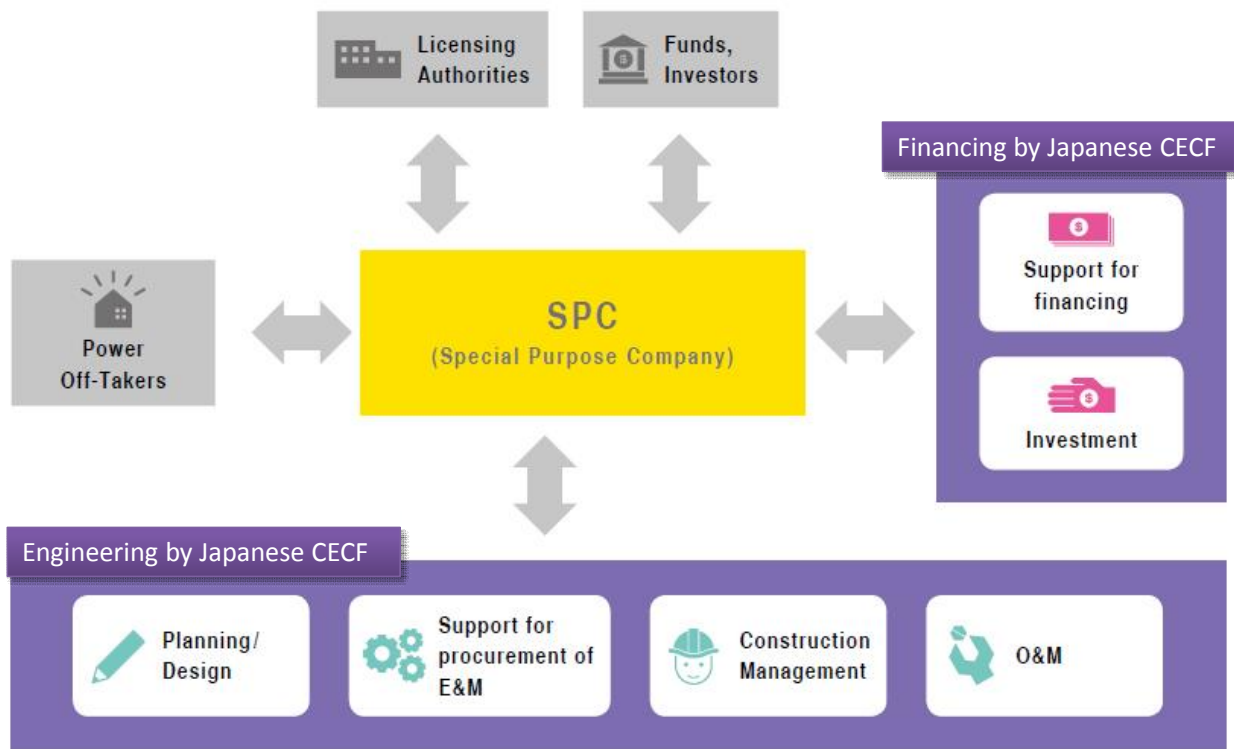 Licensing
Authorities
Funds,
Investors
Financing by Japanese CECF
Support for
financing
Investment
Power
Off-Takers
SPC
(Special Purpose Company)
Engineering by Japanese CECF
Planning/
Design
Support for
procurement of
E&M
Construction
Management
O&M